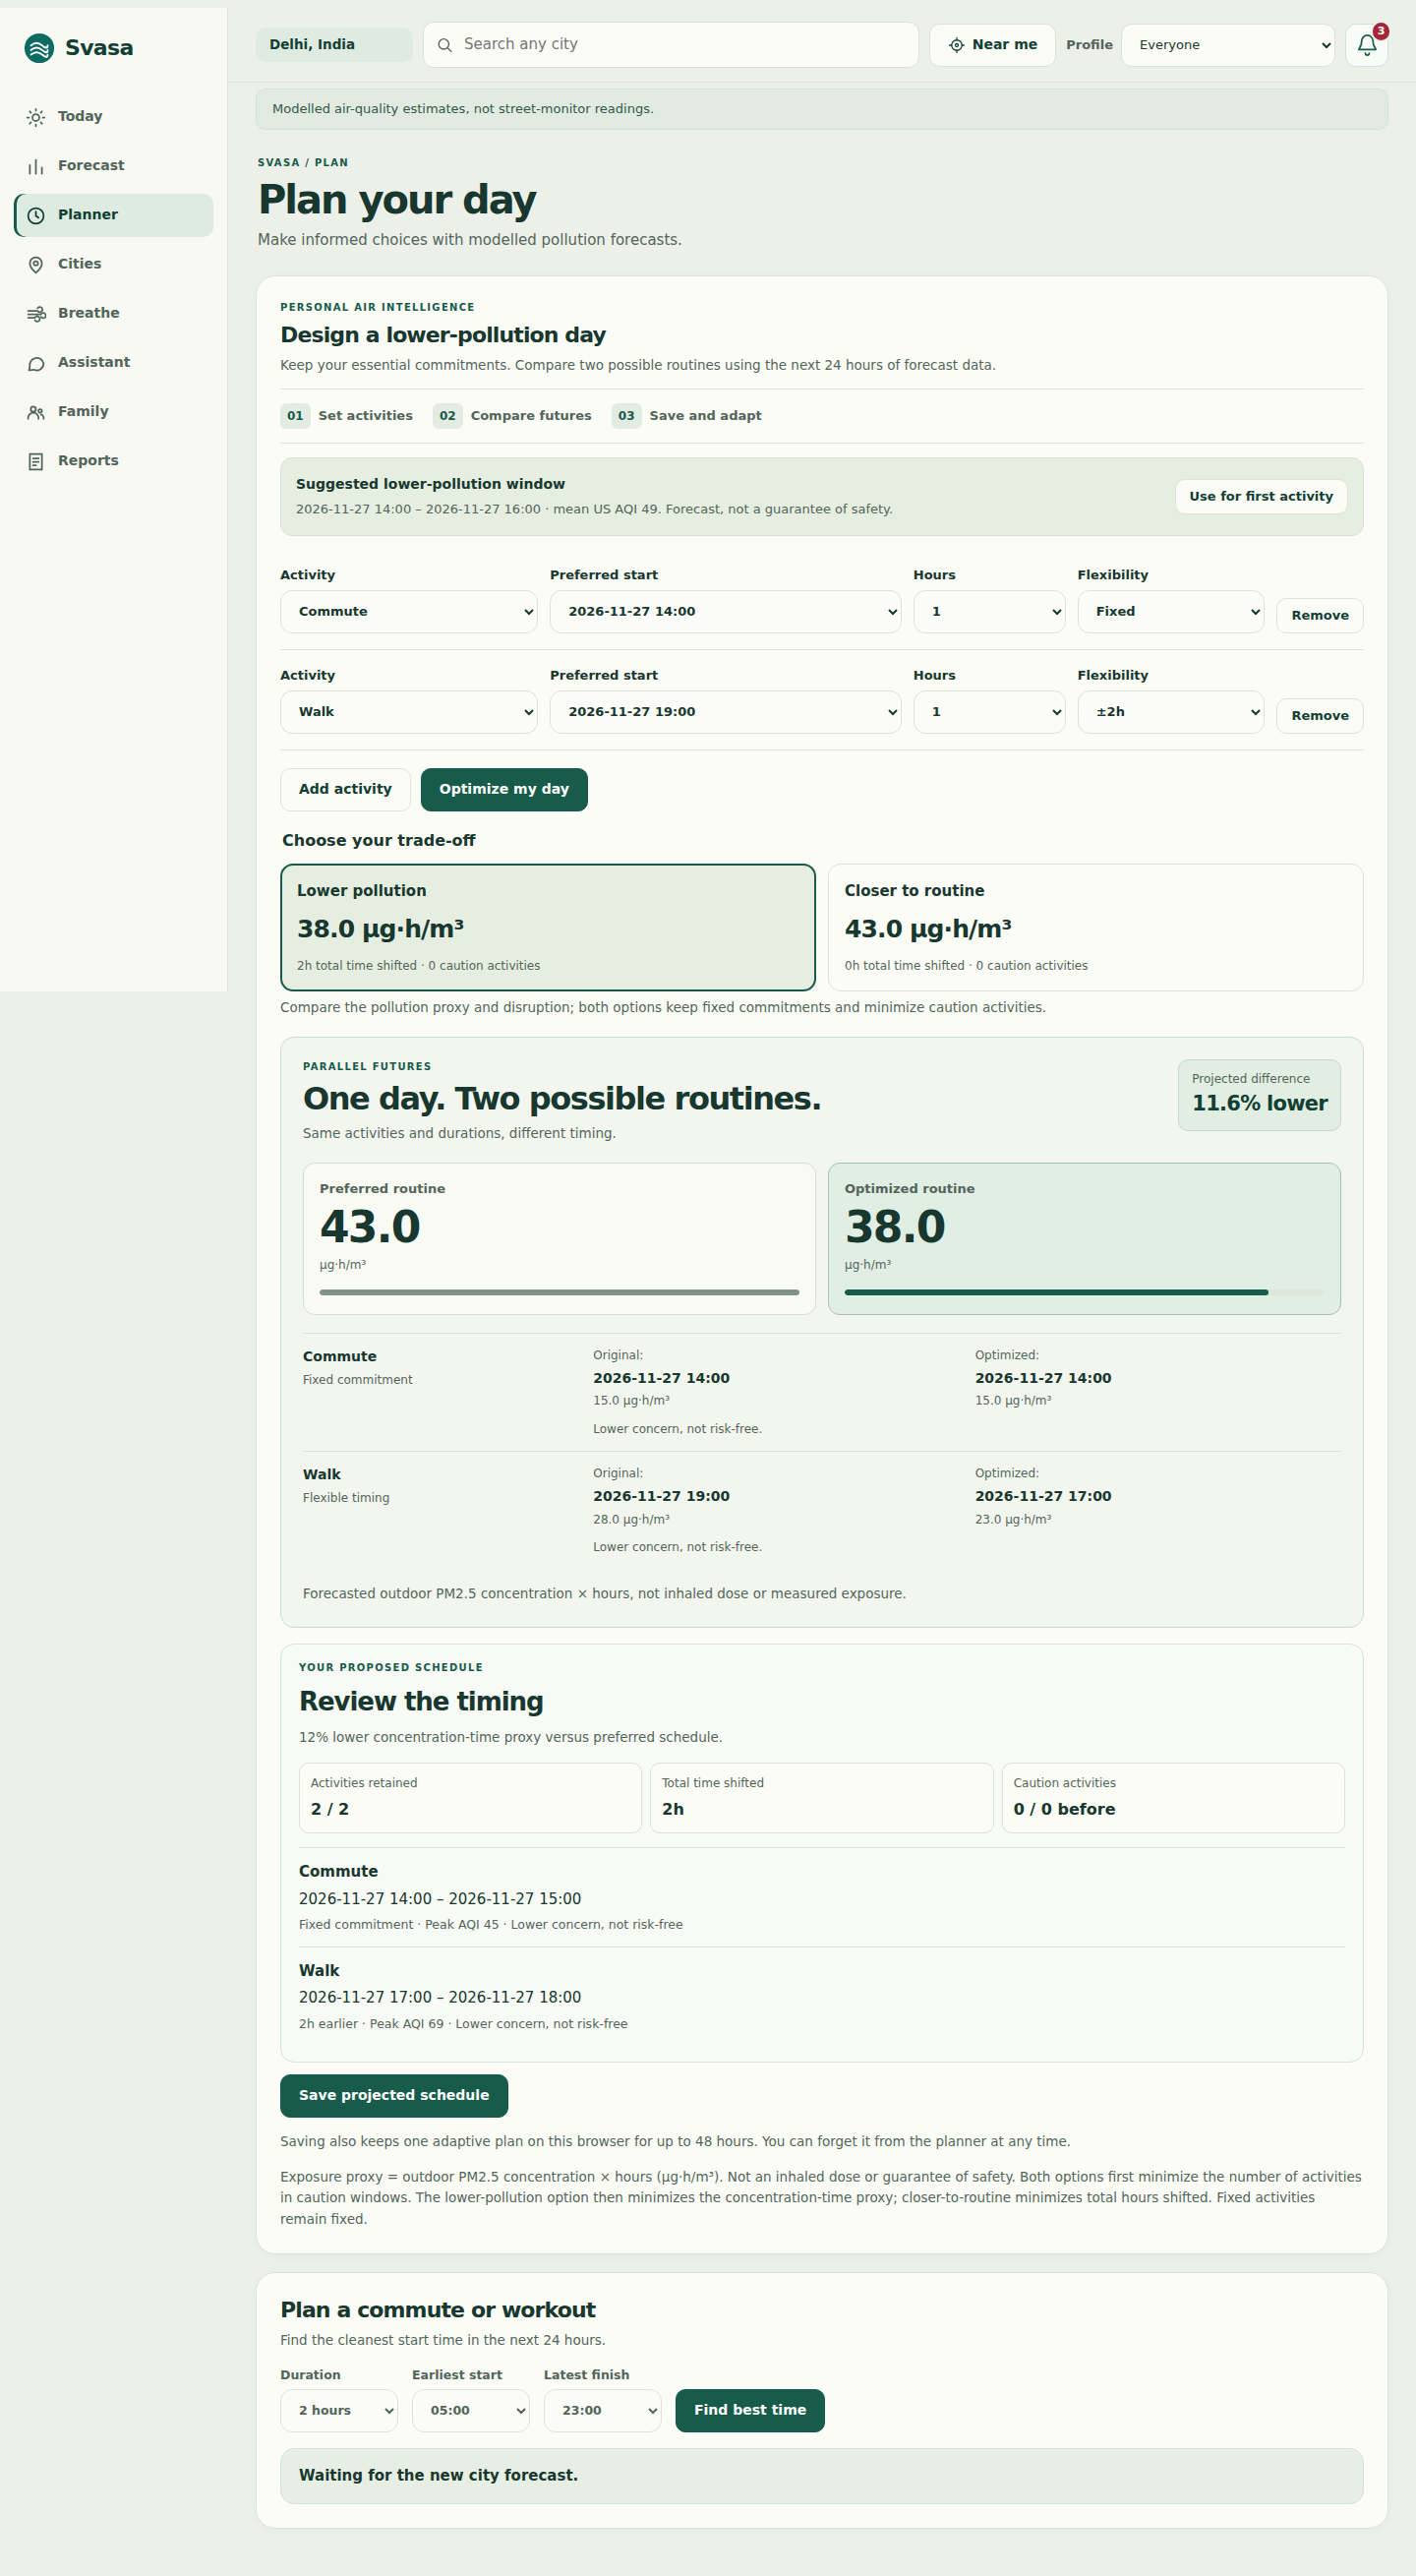 Svasa
Today
Forecast
Planner
Cities
Breathe
Assistant
Family
Reports
Delhi, India
Search any city
Near me
Profile
Everyone
3
Modelled air-quality estimates, not street-monitor readings.
SVASA / PLAN
Plan your day
Make informed choices with modelled pollution forecasts.
PERSONAL AIR INTELLIGENCE
Design a lower-pollution day
Keep your essential commitments. Compare two possible routines using the next 24 hours of forecast data.
01 Set activities 02 Compare futures 03 Save and adapt
Suggested lower-pollution window
2026-11-27 14:00 – 2026-11-27 16:00 · mean US AQI 49. Forecast, not a guarantee of safety.
Use for first activity
Activity Preferred start Hours Flexibility
Commute 2026-11-27 14:00 1 Fixed Remove
Activity Preferred start Hours Flexibility
Walk 2026-11-27 19:00 1 ±2h Remove
Add activity Optimize my day
Choose your trade-off
Lower pollution
38.0 µg·h/m³
2h total time shifted · 0 caution activities
Closer to routine
43.0 µg·h/m³
0h total time shifted · 0 caution activities
Compare the pollution proxy and disruption; both options keep fixed commitments and minimize caution activities.
PARALLEL FUTURES
One day. Two possible routines.
Same activities and durations, different timing.
Projected difference
11.6% lower
Preferred routine
43.0
µg·h/m³
Optimized routine
38.0
µg·h/m³
Commute
Fixed commitment
Original:
2026-11-27 14:00
15.0 µg·h/m³
Lower concern, not risk-free.
Optimized:
2026-11-27 14:00
15.0 µg·h/m³
Walk
Flexible timing
Original:
2026-11-27 19:00
28.0 µg·h/m³
Lower concern, not risk-free.
Optimized:
2026-11-27 17:00
23.0 µg·h/m³
Forecasted outdoor PM2.5 concentration × hours, not inhaled dose or measured exposure.
YOUR PROPOSED SCHEDULE
Review the timing
12% lower concentration-time proxy versus preferred schedule.
Activities retained
2 / 2
Total time shifted
2h
Caution activities
0 / 0 before
Commute
2026-11-27 14:00 – 2026-11-27 15:00
Fixed commitment · Peak AQI 45 · Lower concern, not risk-free
Walk
2026-11-27 17:00 – 2026-11-27 18:00
2h earlier · Peak AQI 69 · Lower concern, not risk-free
Save projected schedule
Saving also keeps one adaptive plan on this browser for up to 48 hours. You can forget it from the planner at any time.
Exposure proxy = outdoor PM2.5 concentration × hours (µg·h/m³). Not an inhaled dose or guarantee of safety. Both options first minimize the number of activities
in caution windows. The lower-pollution option then minimizes the concentration-time proxy; closer-to-routine minimizes total hours shifted. Fixed activities
remain fixed.
Plan a commute or workout
Find the cleanest start time in the next 24 hours.
Duration Earliest start Latest finish
2 hours 05:00 23:00 Find best time
Waiting for the new city forecast.